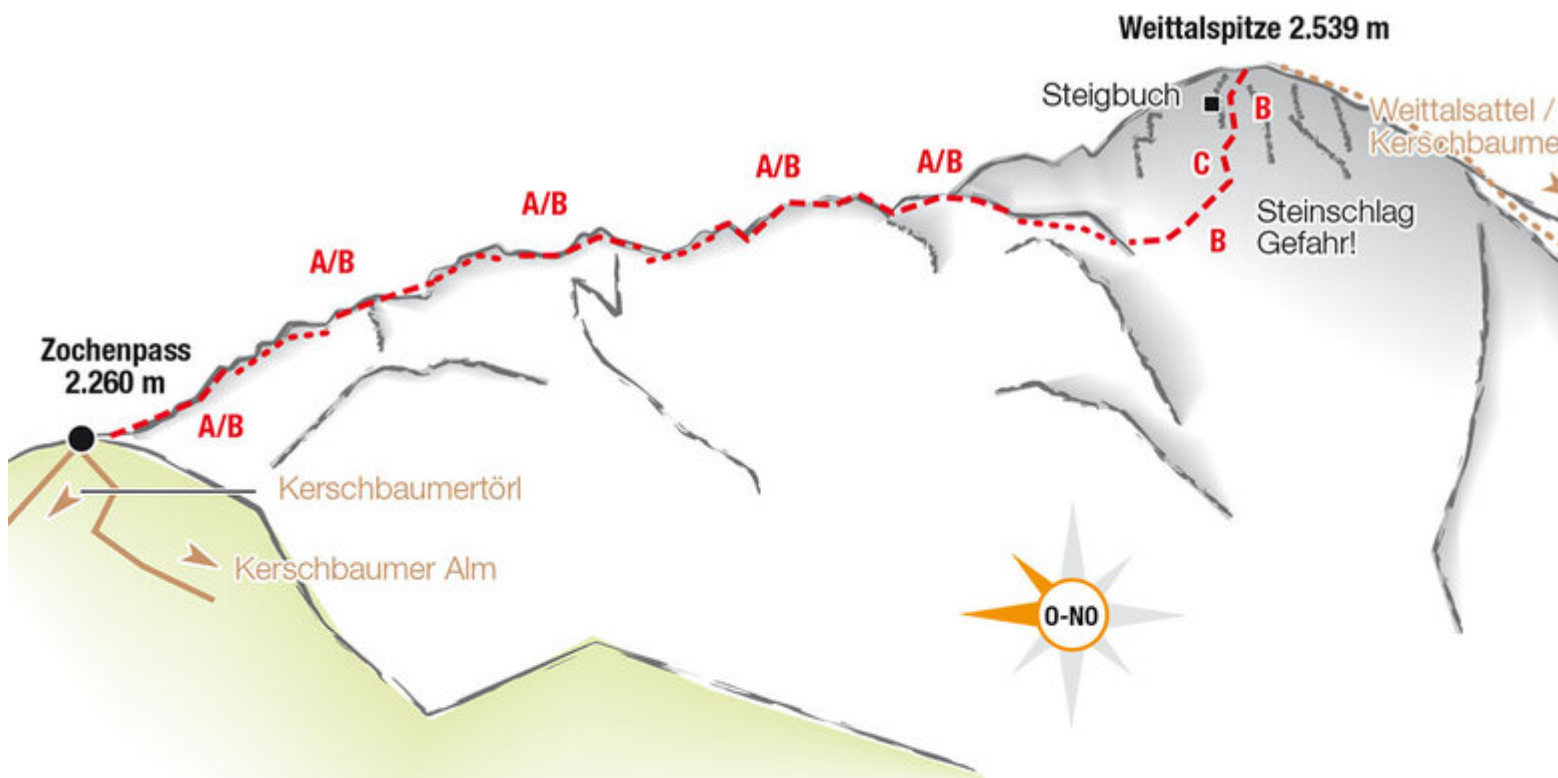 Weittalspitze 2.539 m
Steigbuch
B
Weittalsattel /
Kerschbaume
C
A/B
A/B
A/B
Steinschlag
Gefahr!
B
A/B
Zochenpass
2.260 m
A/B
Kerschbaumertörl
Kerschbaumer Alm
O-NO